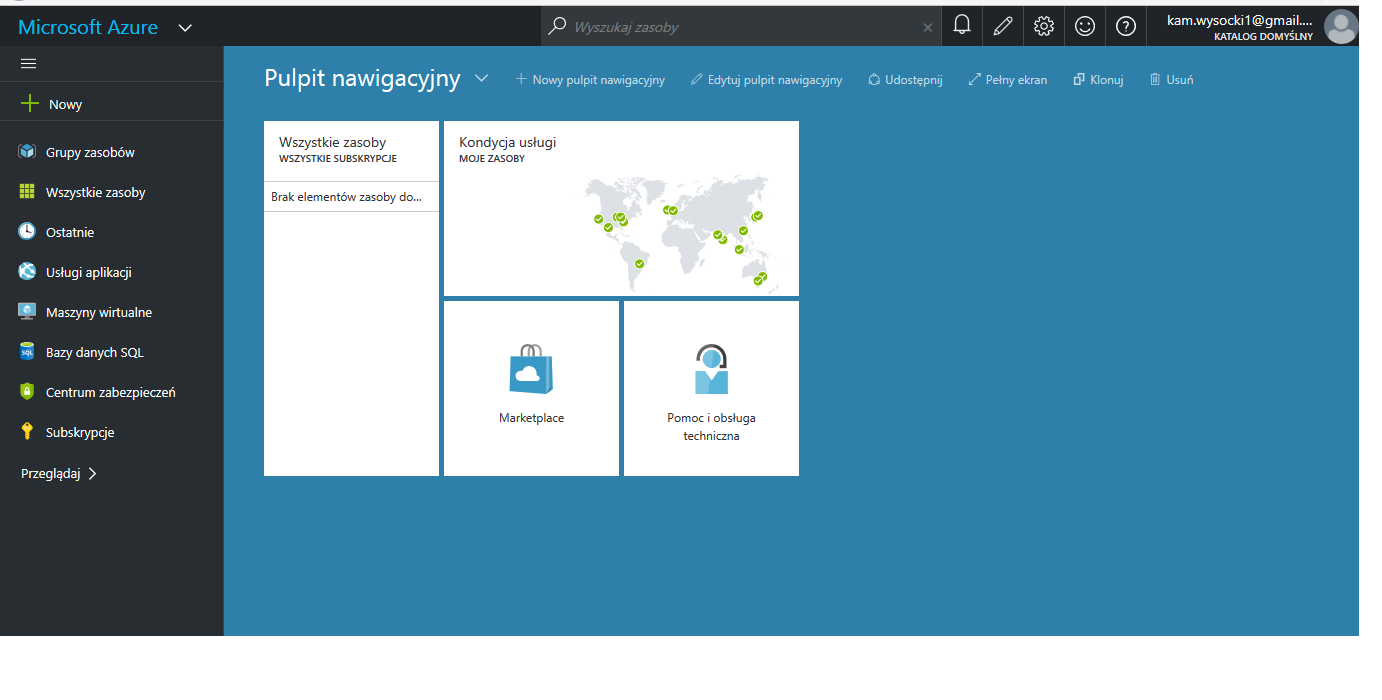 Microsoft Azure
Wyszukaj zasoby
kam.wysocki1@gmail....
KATALOG DOMYŚLNY
Nowy
Grupy zasobów
Wszystkie zasoby
Ostatnie
Usługi aplikacji
Maszyny wirtualne
Bazy danych SQL
Centrum zabezpieczeń
Subskrypcje
Przeglądaj
Pulpit nawigacyjny
Nowy pulpit nawigacyjny
Edytuj pulpit nawigacyjny
Udostępnij
Pełny ekran
Klonuj
Usuń
Wszystkie zasoby
WSZYSTKIE SUBSKRYPCJE
Brak elementów zasoby do...
Kondycja usługi
MOJE ZASOBY
Marketplace
Pomoc i obsługa
techniczna